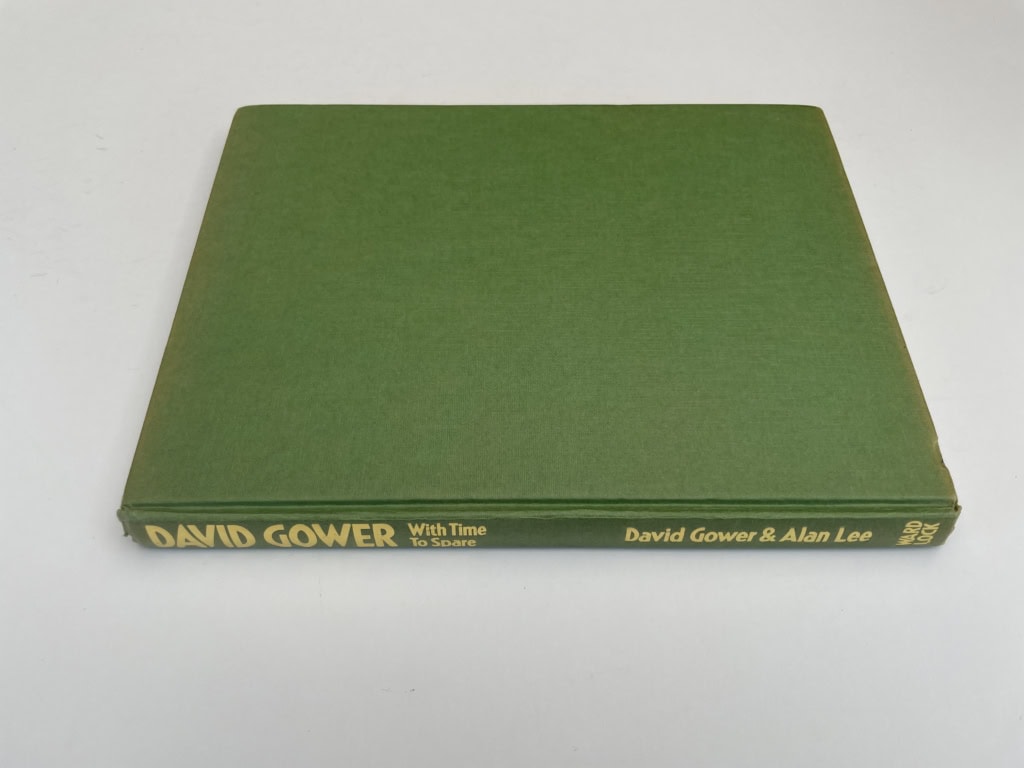 DAVID GOWER
With Time
To Spare
David Gower & Alan Lee
WARD
LOCK